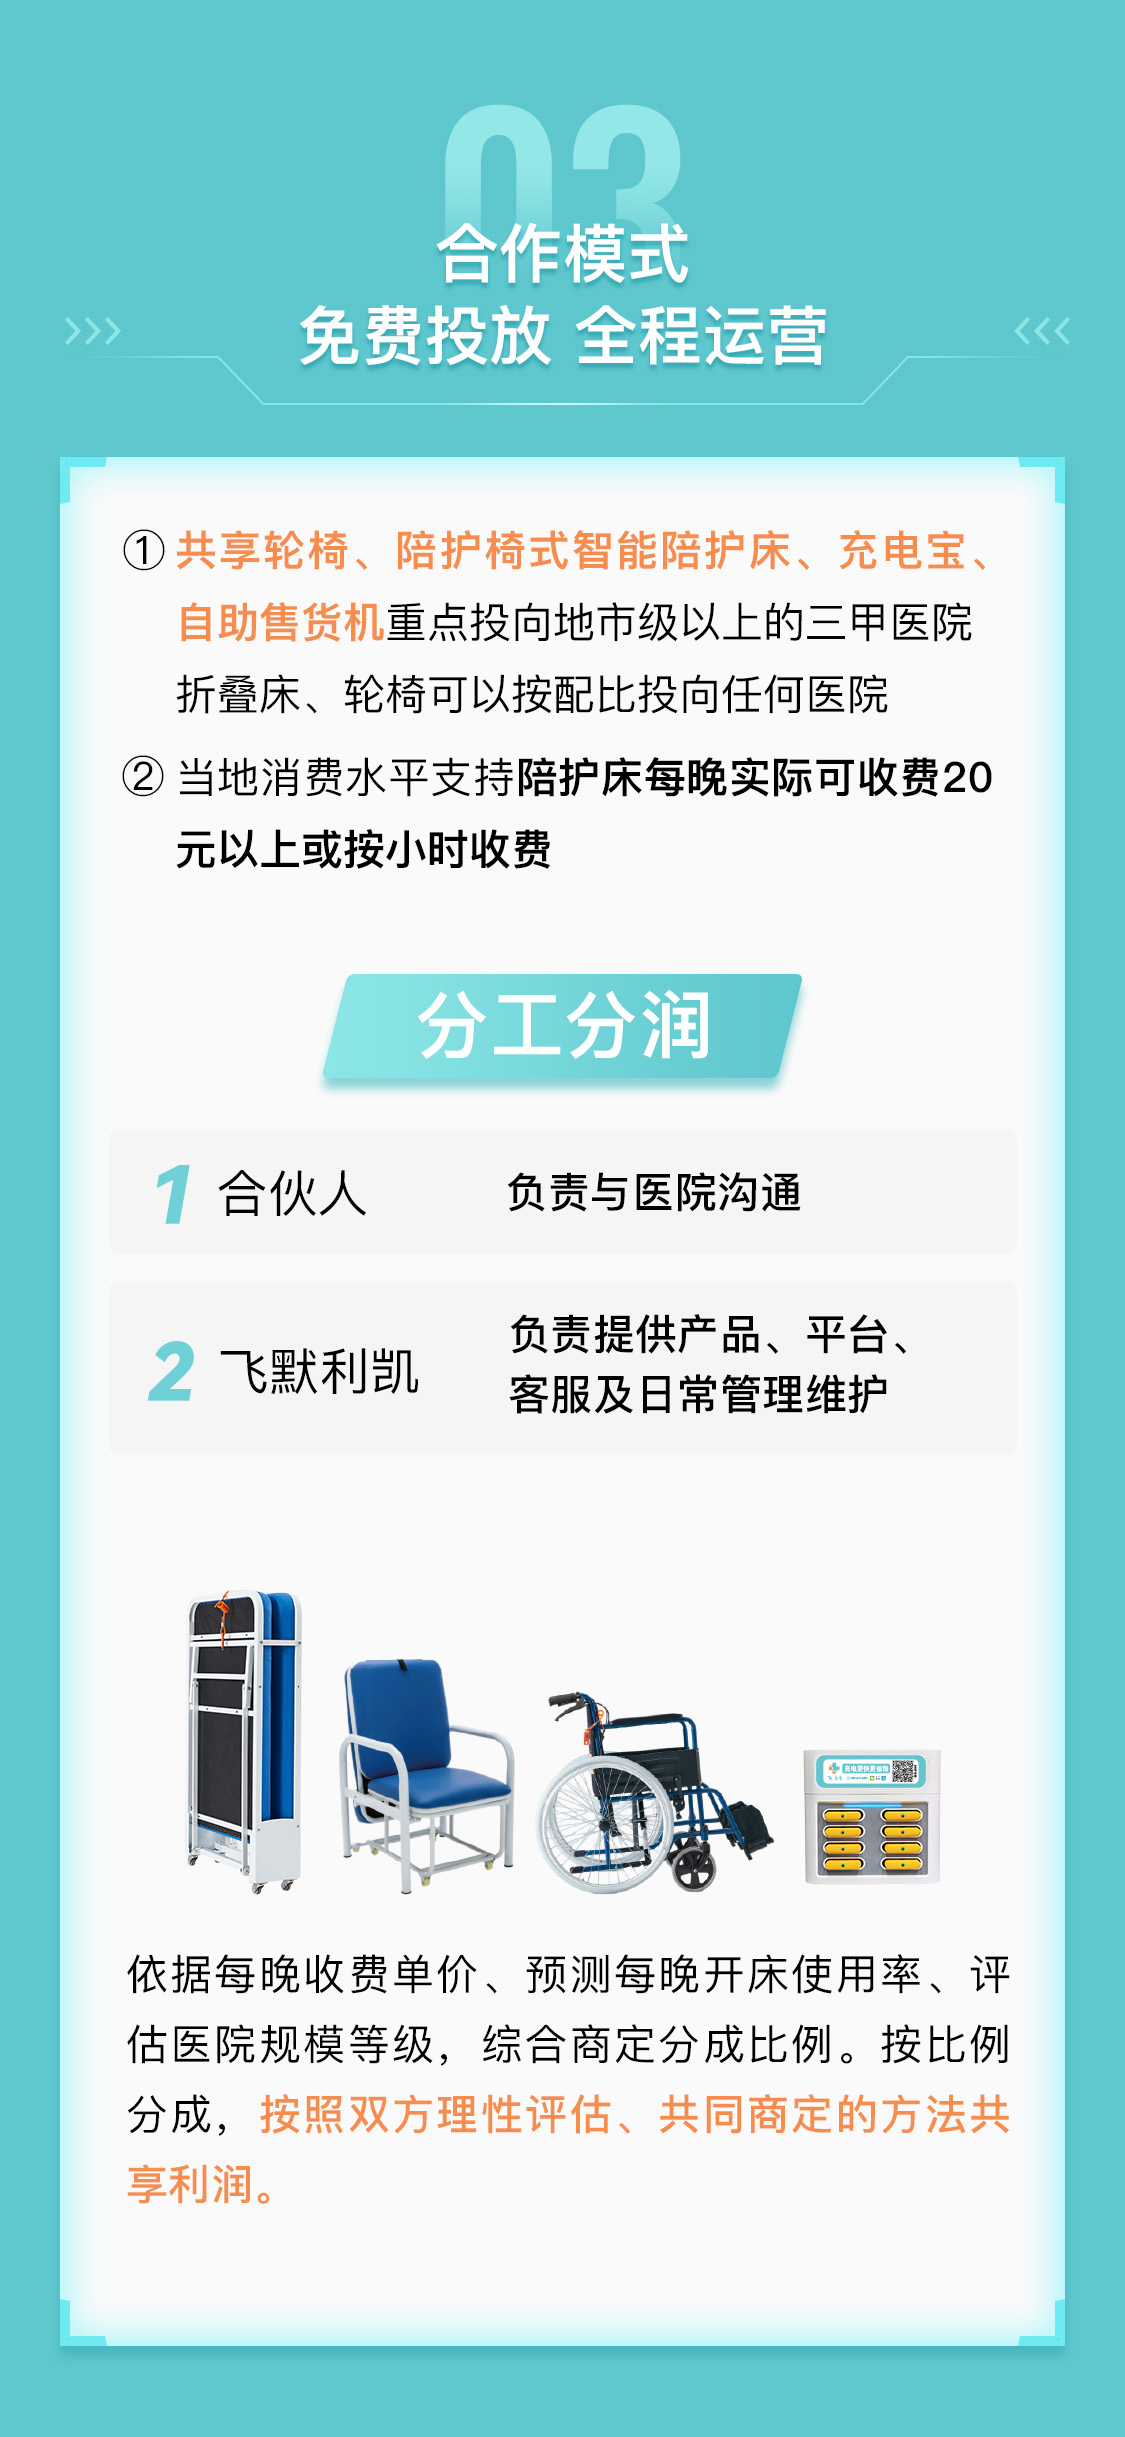 03
合作模式
免费投放 全程运营
① 共享轮椅、陪护椅式智能陪护床、充电宝、
自助售货机重点投向地市级以上的三甲医院
折叠床、轮椅可以按配比投向任何医院
② 当地消费水平支持陪护床每晚实际可收费20
元以上或按小时收费
分工分润
1 合伙人 负责与医院沟通
2 飞默利凯 负责提供产品、平台、
客服及日常管理维护
充电更快更省钱
依据每晚收费单价、预测每晚开床使用率、评
估医院规模等级，综合商定分成比例。按比例
分成，按照双方理性评估、共同商定的方法共
享利润。